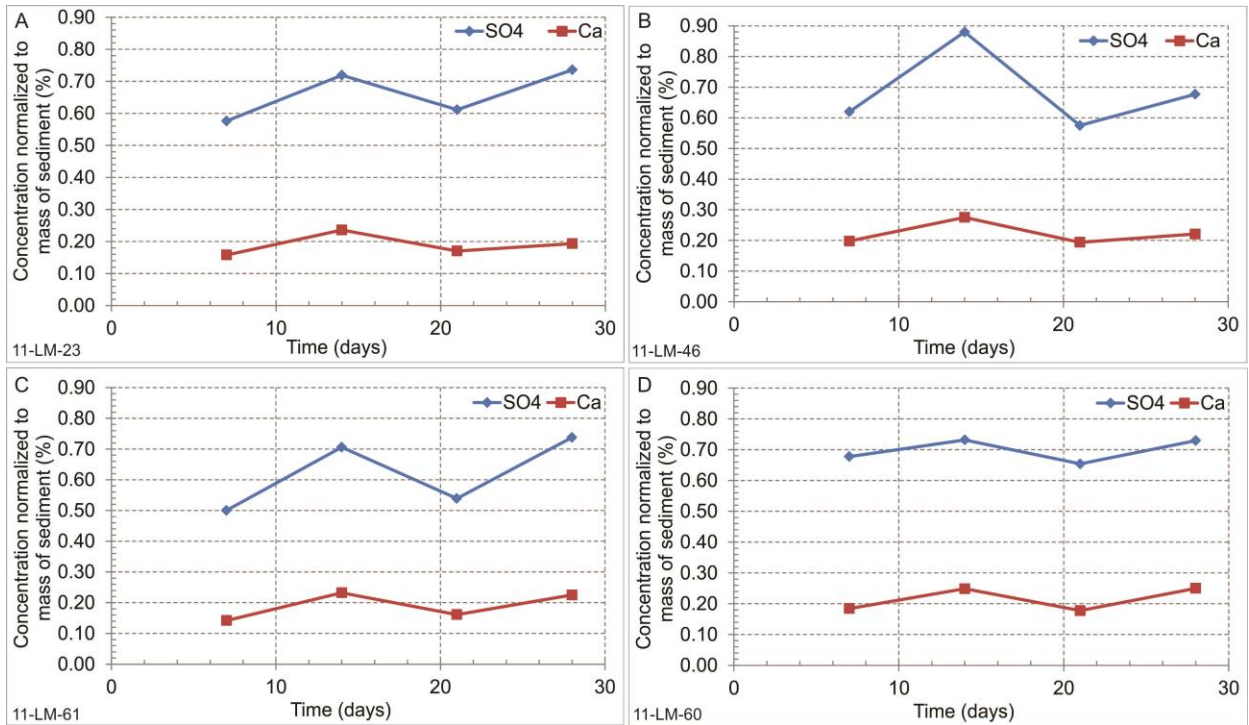 A
SO4 Ca
Concentration normalized to
mass of sediment (%)
0.90
0.80
0.70
0.60
0.50
0.40
0.30
0.20
0.10
0.00
0 10 20 30
Time (days)
11-LM-23
B
SO4 Ca
Concentration normalized to
mass of sediment (%)
0.90
0.80
0.70
0.60
0.50
0.40
0.30
0.20
0.10
0.00
0 10 20 30
Time (days)
11-LM-46
C
SO4 Ca
Concentration normalized to
mass of sediment (%)
0.90
0.80
0.70
0.60
0.50
0.40
0.30
0.20
0.10
0.00
0 10 20 30
Time (days)
11-LM-61
D
SO4 Ca
Concentration normalized to
mass of sediment (%)
0.90
0.80
0.70
0.60
0.50
0.40
0.30
0.20
0.10
0.00
0 10 20 30
Time (days)
11-LM-60